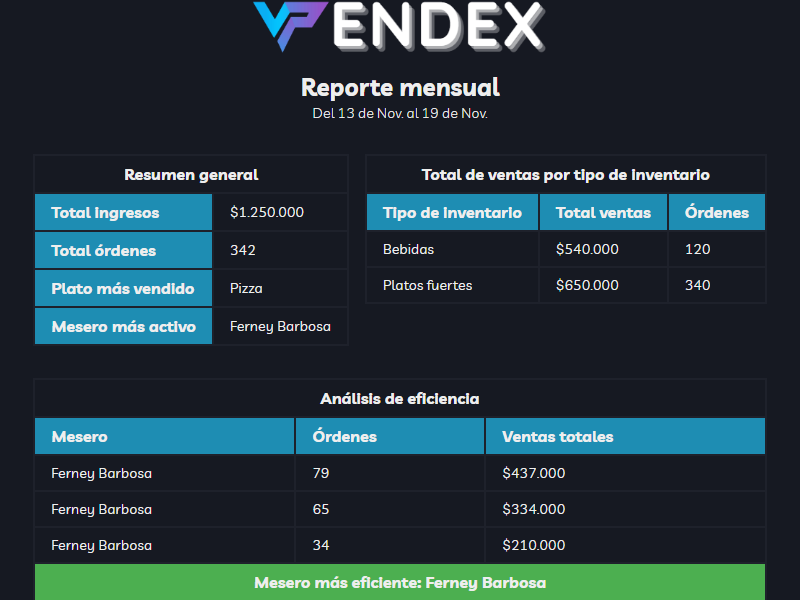 VENDEX
Reporte mensual
Del 13 de Nov. al 19 de Nov.
Resumen general
Total ingresos $1.250.000
Total órdenes 342
Plato más vendido Pizza
Mesero más activo Ferney Barbosa
Total de ventas por tipo de inventario
Tipo de inventario Total ventas Órdenes
Bebidas $540.000 120
Platos fuertes $650.000 340
Análisis de eficiencia
Mesero Órdenes Ventas totales
Ferney Barbosa 79 $437.000
Ferney Barbosa 65 $334.000
Ferney Barbosa 34 $210.000
Mesero más eficiente: Ferney Barbosa